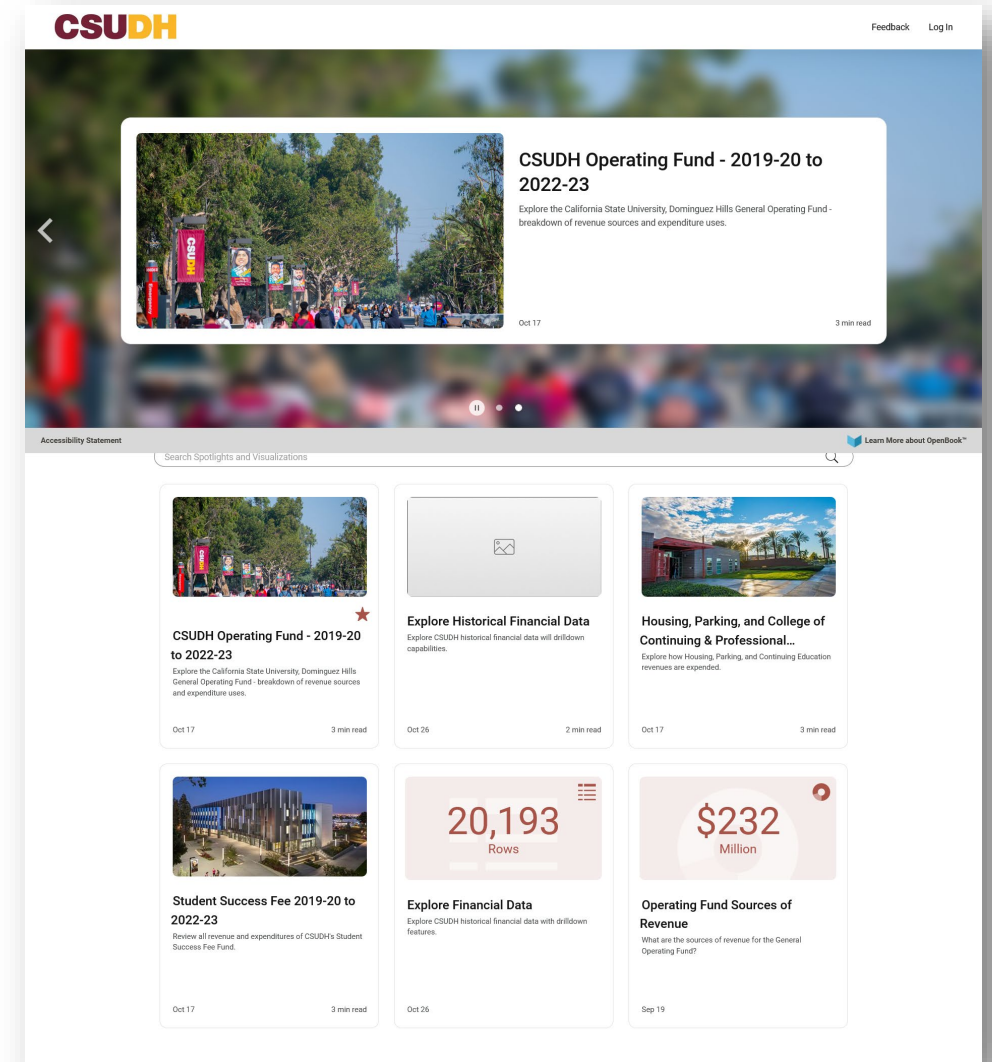 CSUDH
Feedback Log In
CSUDH Operating Fund - 2019-20 to
2022-23
Explore the California State University, Dominguez Hills General Operating Fund -
breakdown of revenue sources and expenditure uses.
Oct 17 3 min read
CSUDH
Emergency
Accessibility Statement
Learn More about OpenBook™
Search Spotlights and Visualizations
CSUDH
CSUDH Operating Fund - 2019-20
to 2022-23
Explore the California State University, Dominguez Hills
General Operating Fund - breakdown of revenue sources
and expenditure uses.
Oct 17 3 min read
Explore Historical Financial Data
Explore CSUDH historical financial data will drilldown
capabilities.
Oct 26 2 min read
Housing, Parking, and College of
Continuing & Professional...
Explore how Housing, Parking, and Continuing Education
revenues are expended.
Oct 17 3 min read
Student Success Fee 2019-20 to
2022-23
Review all revenue and expenditures of CSUDH's Student
Success Fee Fund.
Oct 17 3 min read
20,193
Rows
Explore Financial Data
Explore CSUDH historical financial data with drilldown
features.
Oct 26
$232
Million
Operating Fund Sources of
Revenue
What are the sources of revenue for the General
Operating Fund?
Sep 19